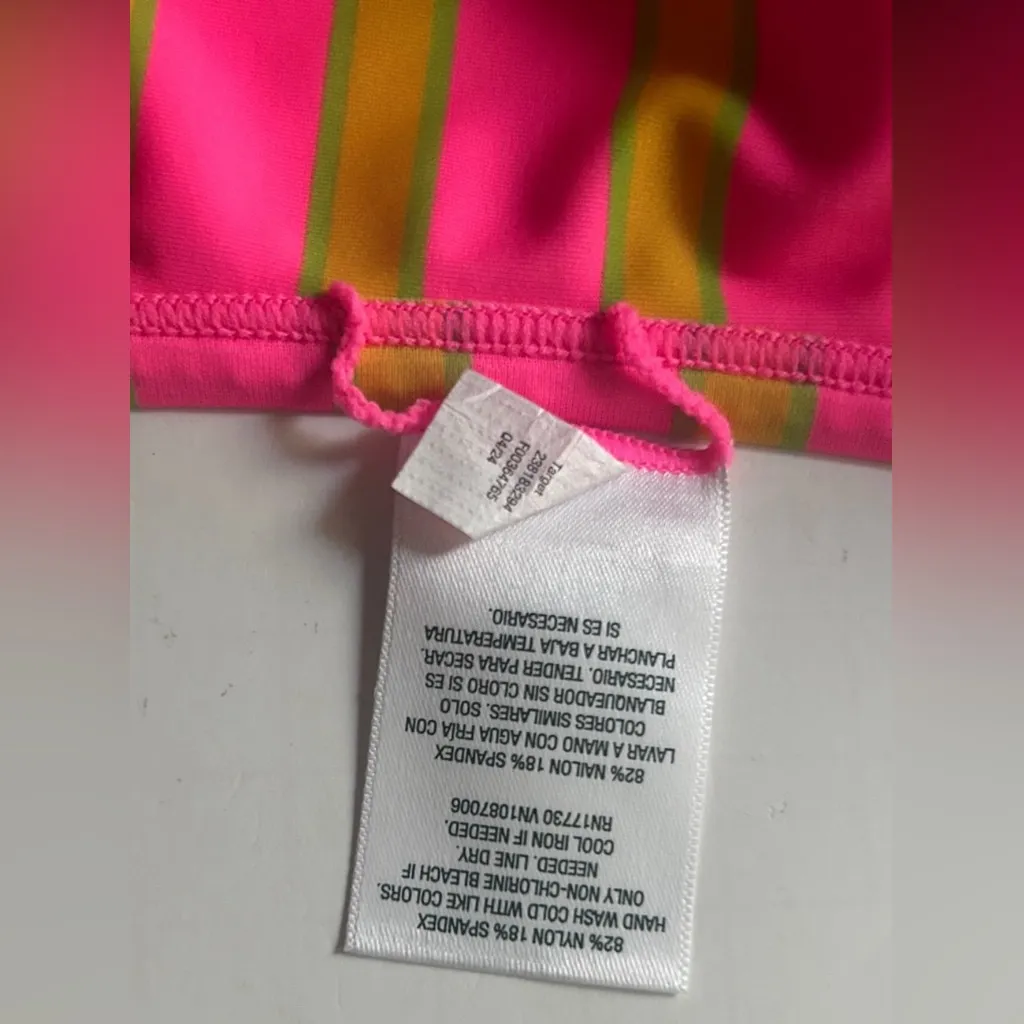 82% NYLON 18% SPANDEX
HAND WASH COLD WITH LIKE COLORS.
ONLY NON-CHLORINE BLEACH IF
NEEDED. LINE DRY.
COOL IRON IF NEEDED.
RN17730 VN1087006
82% NAILON 18% SPANDEX
LAVAR A MANO CON AGUA FRÍA CON
COLORES SIMILARES. SOLO
BLANQUEADOR SIN CLORO SI ES
NECESARIO. TENDER PARA SECAR.
PLANCHAR A BAJA TEMPERATURA
SI ES NECESARIO.
Target
238183294
F00364765
04/24